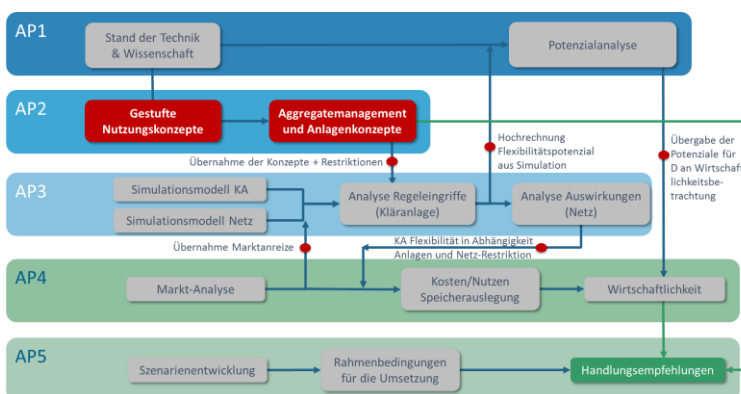 AP1
Stand der Technik
& Wissenschaft
Potenzialanalyse
AP2
Gestufte
Nutzungskonzepte
Aggregatemanagement
und Anlagenkonzepte
Hochrechnung
Flexibilitätspotenzial
aus Simulation
Übergabe der
Potenziale für
D an Wirtschaft
lichkeitsbe-
trachtung
Übernahme der Konzepte + Restriktionen
AP3
Simulationsmodell KA
Simulationsmodell Netz
Analyse Regeleingriffe
(Kläranlage)
Analyse Auswirkungen
(Netz)
Übernahme Marktanreize
KA Flexibilität in Abhängigkeit
Anlagen und Netz-Restriktion
AP4
Markt-Analyse
Kosten/Nutzen
Speicherauslegung
Wirtschaftlichkeit
AP5
Szenarienentwicklung
Rahmenbedingungen
für die Umsetzung
Handlungsempfehlungen